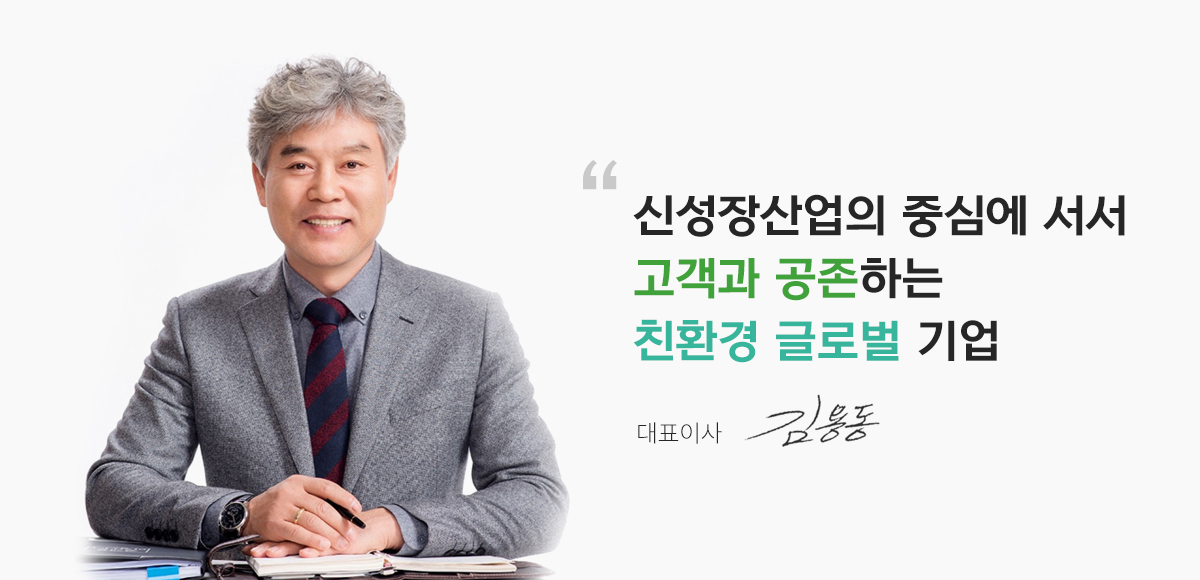 “
신성장산업의 중심에 서서
고객과 공존하는
친환경 글로벌 기업
대표이사 김용동